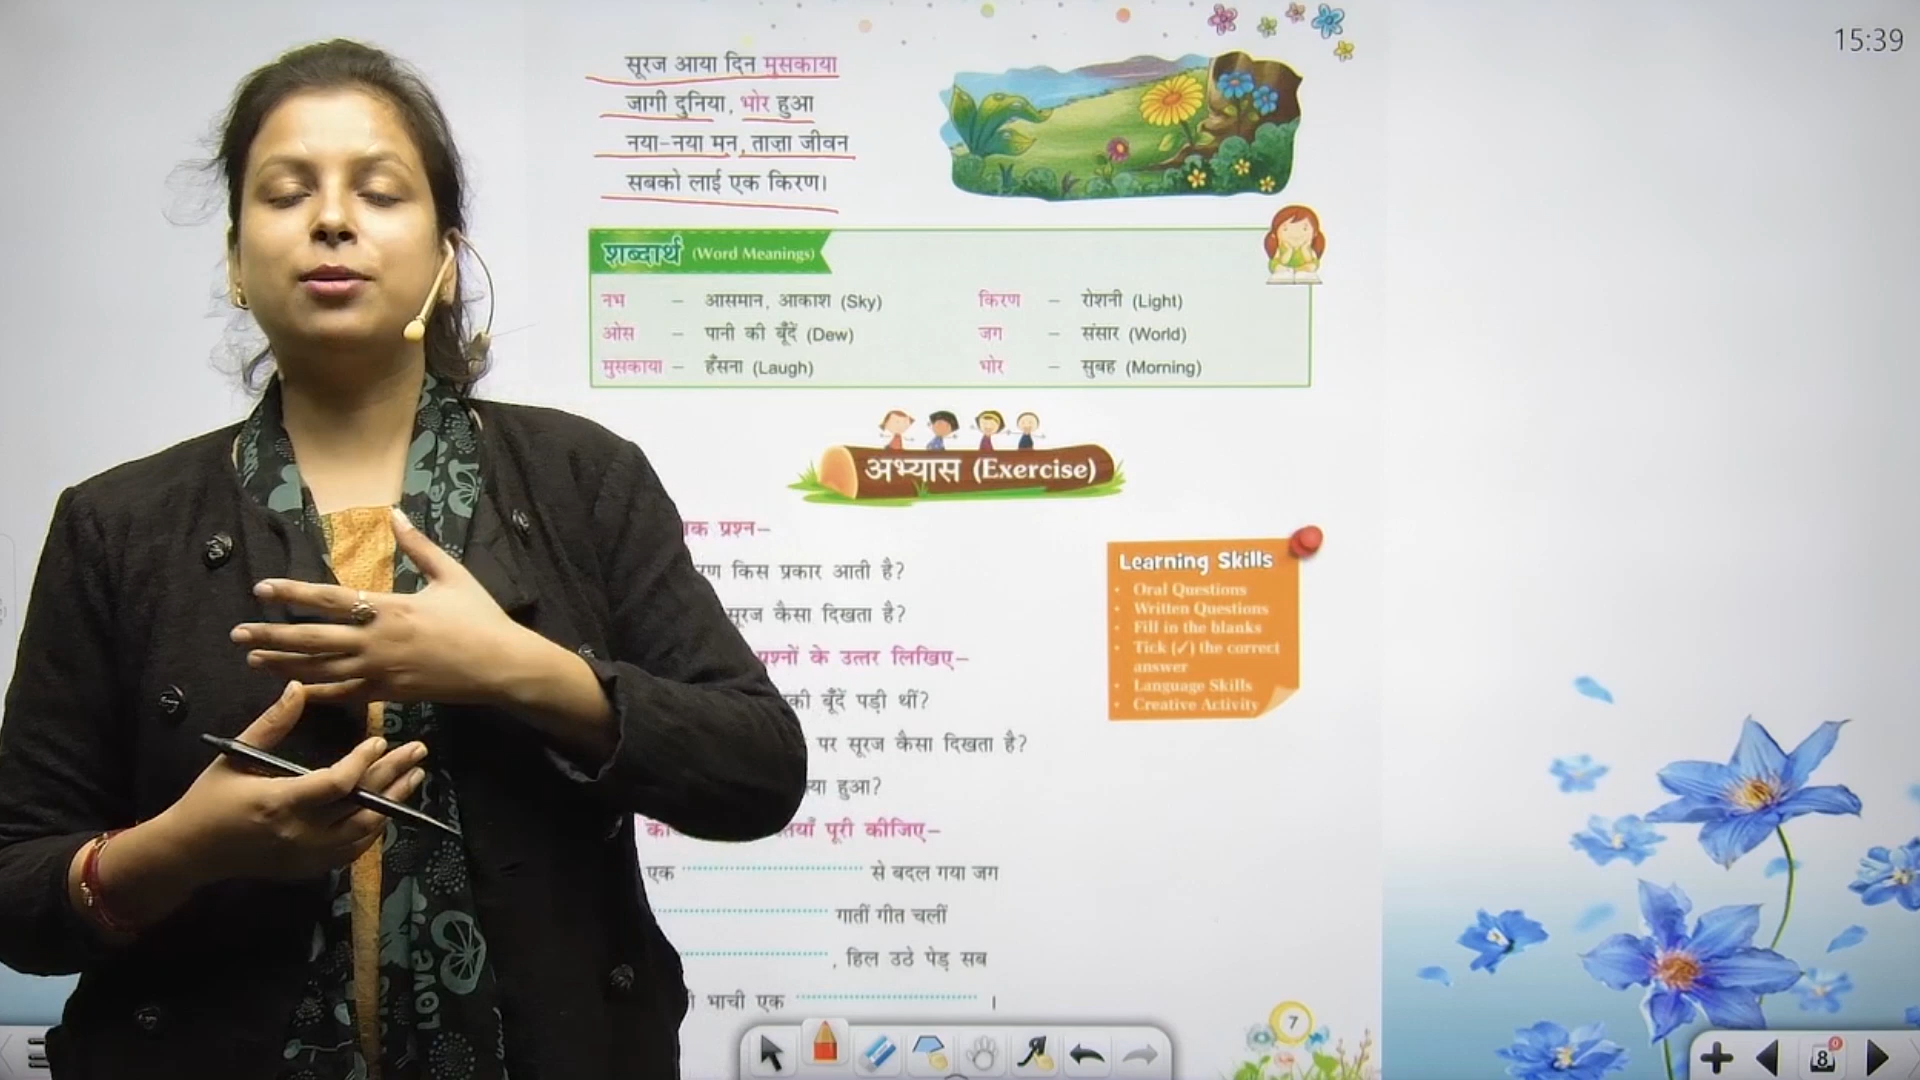 15:39
सूरज आया दिन मुसकाया
जागी दुनिया, भोर हुआ
नया-नया मन, ताज़ा जीवन
सबको लाई एक किरण।
शब्दार्थ (Word Meanings)
नभ – आसमान, आकाश (Sky) किरण – रोशनी (Light)
ओस – पानी की बूँदें (Dew) जग – संसार (World)
मुसकाया – हँसना (Laugh) भोर – सुबह (Morning)
अभ्यास (Exercise)
प्रश्न–
किस प्रकार आती है?
सूरज कैसा दिखता है?
प्रश्नों के उत्तर लिखिए–
की बूँदें पड़ी थीं?
पर सूरज कैसा दिखता है?
हुआ?
पूरी कीजिए–
एक .................... से बदल गया जग
.................... गातीं गीत चलीं
...................., हिल उठे पेड़ सब
भाची एक .................... ।
Learning Skills
• Oral Questions
• Written Questions
• Fill in the blanks
• Tick (✓) the correct
answer
• Language Skills
• Creative Activity
LOVE
7
8
0